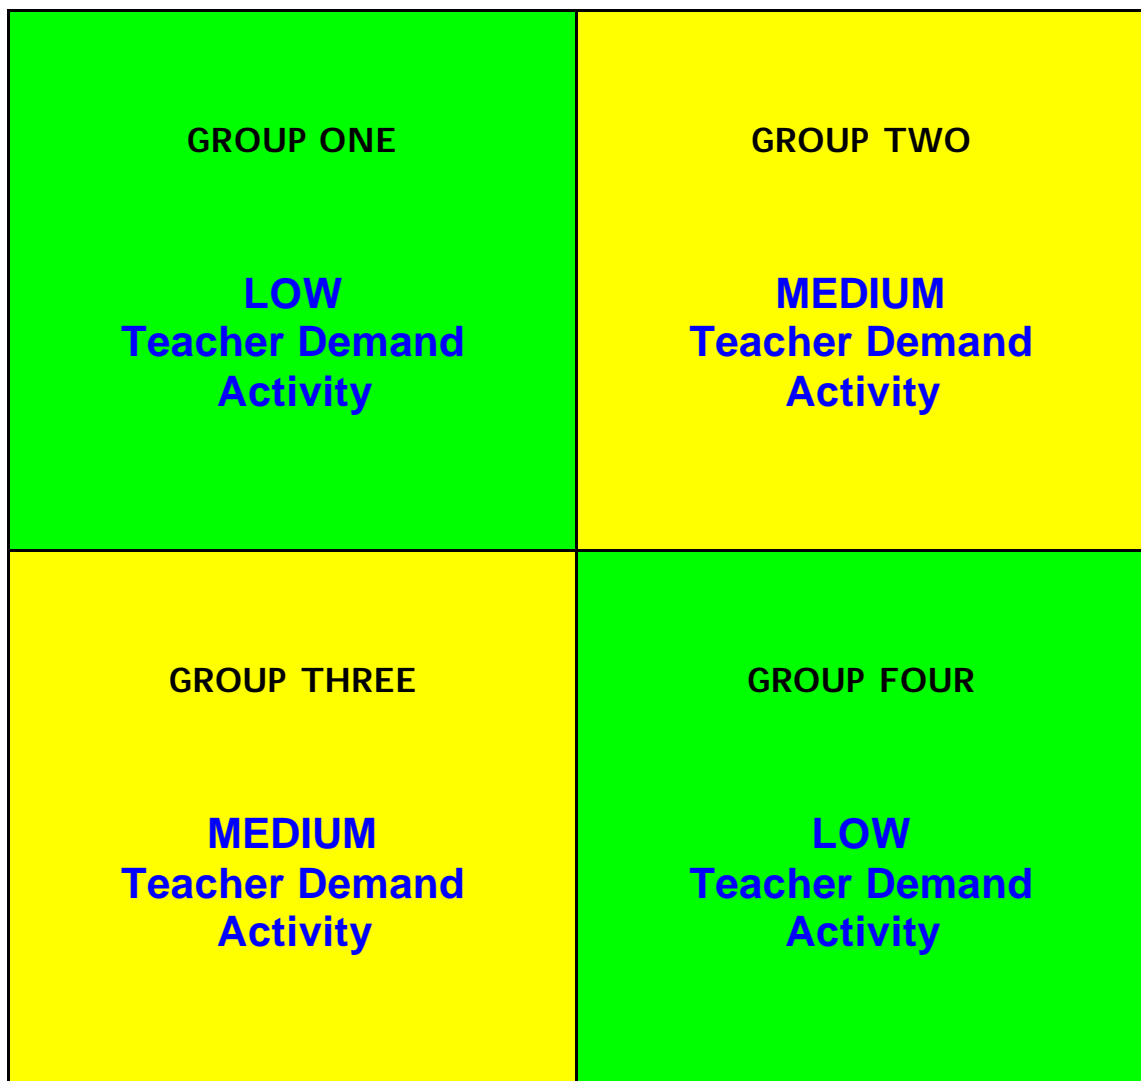 GROUP ONE
LOW
Teacher Demand
Activity
GROUP TWO
MEDIUM
Teacher Demand
Activity
GROUP THREE
MEDIUM
Teacher Demand
Activity
GROUP FOUR
LOW
Teacher Demand
Activity